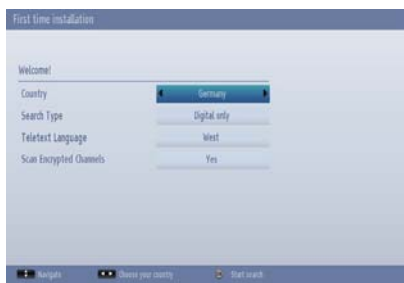 First time installation
Welcome!
Country Germany
Search Type Digital only
Teletext Language West
Scan Encrypted Channels Yes
Navigate Choose your country Start search